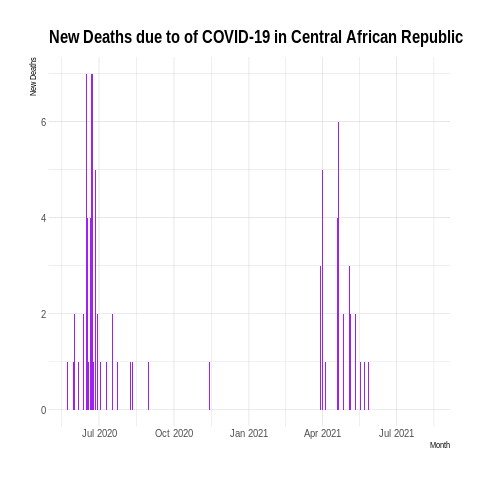 New Deaths due to of COVID-19 in Central African Republic
New Deaths
6
4
2
0
Jul 2020 Oct 2020 Jan 2021 Apr 2021 Jul 2021
Month